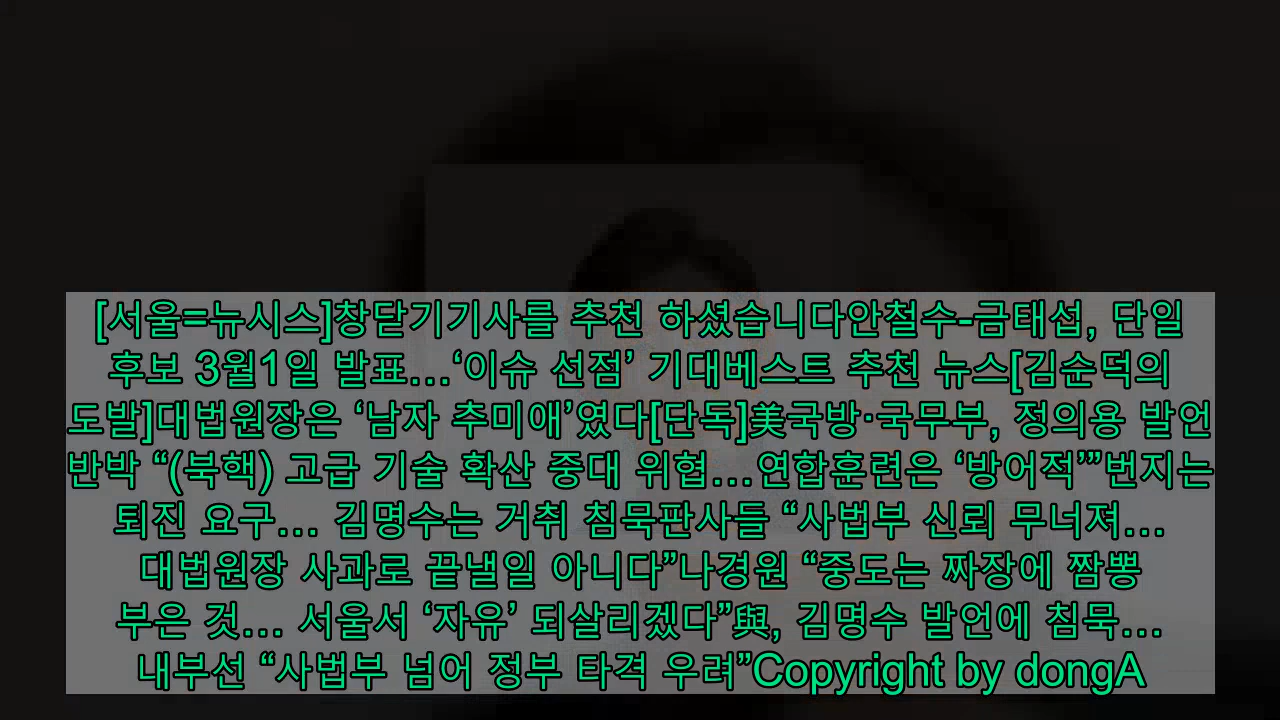 [서울=뉴시스]창닫기기사를 추천 하셨습니다안철수-금태섭, 단일
후보 3월1일 발표…‘이슈 선점’ 기대베스트 추천 뉴스[김순덕의
도발]대법원장은 ‘남자 추미애’였다[단독]美국방·국무부, 정의용 발언
반박 “(북핵) 고급 기술 확산 중대 위협…연합훈련은 ‘방어적’”번지는
퇴진 요구… 김명수는 거취 침묵판사들 “사법부 신뢰 무너져…
대법원장 사과로 끝낼일 아니다”나경원 “중도는 짜장에 짬뽕
부은 것… 서울서 ‘자유’ 되살리겠다”與, 김명수 발언에 침묵…
내부선 “사법부 넘어 정부 타격 우려”Copyright by dongA